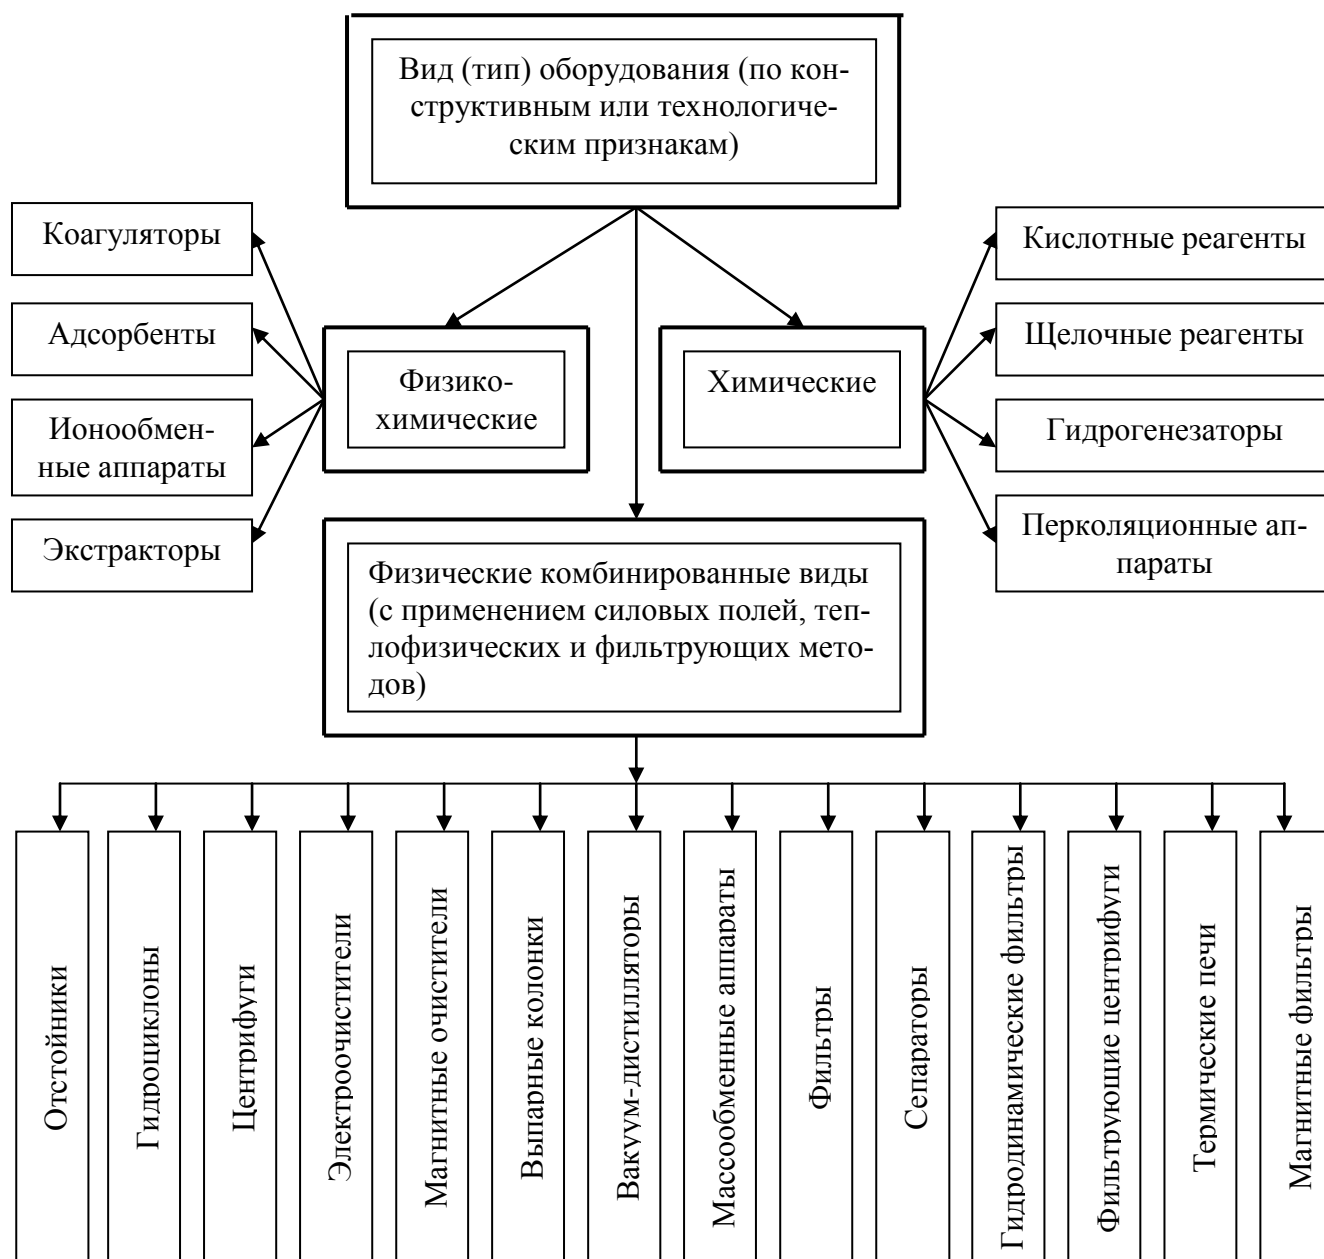 Вид (тип) оборудования (по кон-
структивным или технологиче-
ским признакам)
Коагуляторы
Адсорбенты
Ионообмен-
ные аппараты
Экстракторы
Физико-
химические
Химические
Кислотные реагенты
Щелочные реагенты
Гидрогенезаторы
Перколяционные ап-
параты
Физические комбинированные виды
(с применением силовых полей, теп-
лофизических и фильтрующих мето-
дов)
Отстойники
Гидроциклоны
Центрифуги
Электроочистители
Магнитные очистители
Выпарные колонки
Вакуум-дистилляторы
Массообменные аппараты
Фильтры
Сепараторы
Гидродинамические фильтры
Фильтрующие центрифуги
Термические печи
Магнитные фильтры